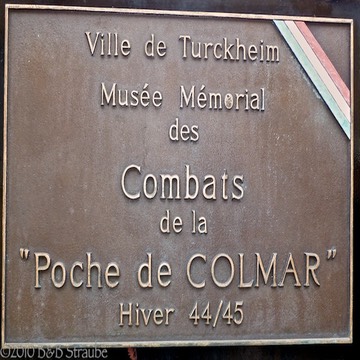 Ville de Turckheim
Musée Mémorial
des
Combats
de la
"Poche de COLMAR"
Hiver 44/45
©2010 B&B Straube